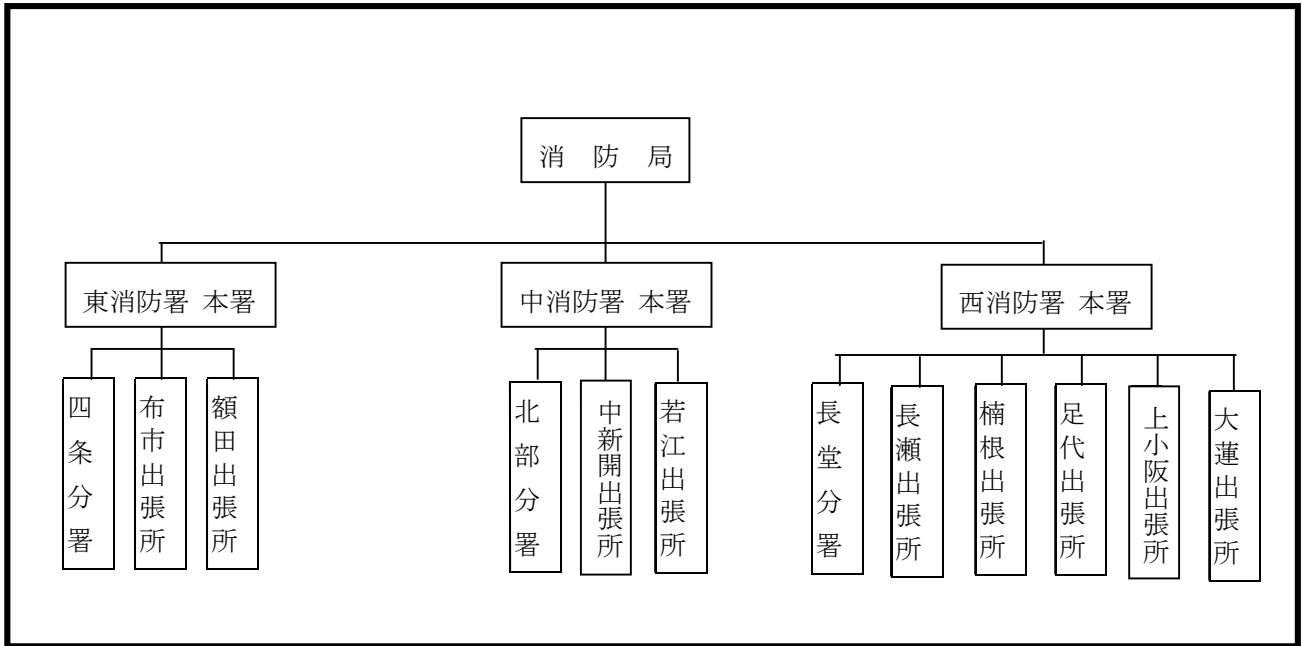 消 防 局
東消防署 本署
中消防署 本署
西消防署 本署
四条分署
布市出張所
額田出張所
北部分署
中新開出張所
若江出張所
長堂分署
長瀬出張所
楠根出張所
足代出張所
上小阪出張所
大蓮出張所